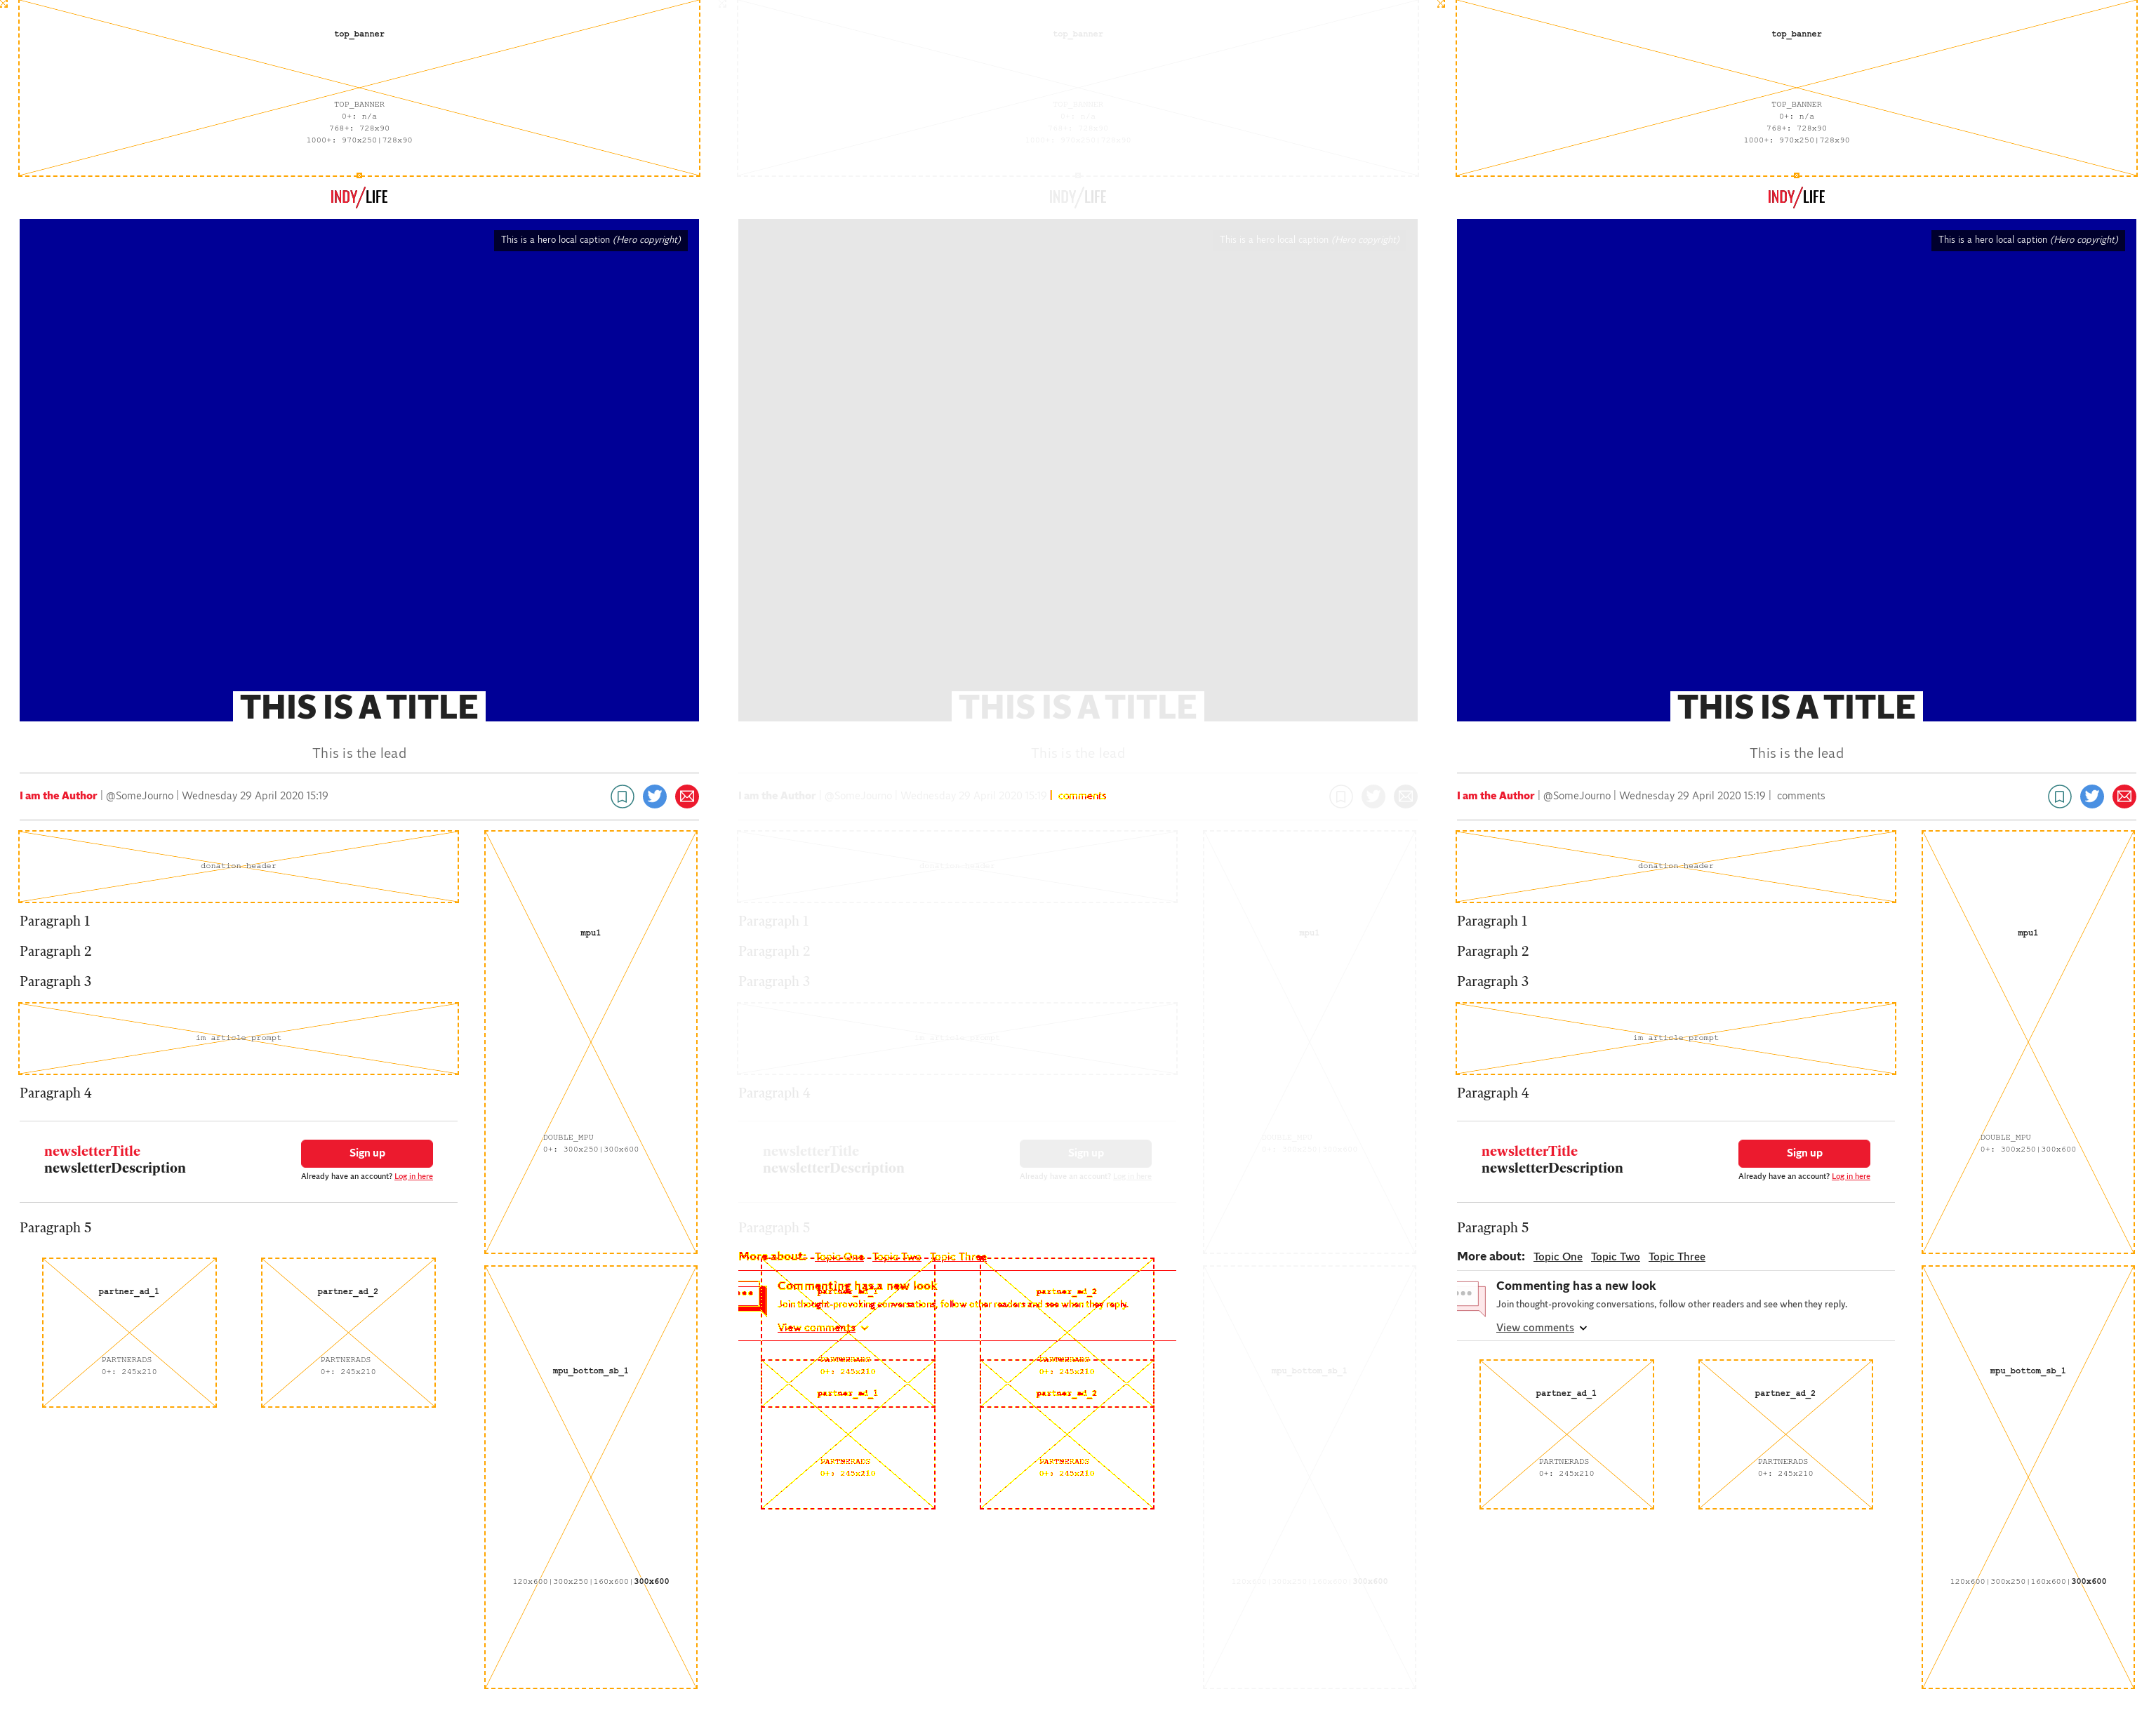 top_banner
TOP_BANNER
0+: n/a
768+: 728x90
1000+: 970x250|728x90
INDY/LIFE
This is a hero local caption (Hero copyright)
THIS IS A TITLE
This is the lead
I am the Author | @SomeJourno | Wednesday 29 April 2020 15:19
donation header
Paragraph 1
Paragraph 2
Paragraph 3
im article prompt
Paragraph 4
newsletterTitle
newsletterDescription
Sign up
Already have an account? Log in here
Paragraph 5
partner_ad_1
PARTNERADS
0+: 245x210
partner_ad_2
PARTNERADS
0+: 245x210
mpu1
DOUBLE_MPU
0+: 300x250|300x600
mpu_bottom_sb_1
120x600|300x250|160x600|300x600
top_banner
TOP_BANNER
0+: n/a
768+: 728x90
1000+: 970x250|728x90
INDY/LIFE
This is a hero local caption (Hero copyright)
THIS IS A TITLE
This is the lead
I am the Author | @SomeJourno | Wednesday 29 April 2020 15:19 | comments
donation header
Paragraph 1
Paragraph 2
Paragraph 3
im article prompt
Paragraph 4
newsletterTitle
newsletterDescription
Sign up
Already have an account? Log in here
Paragraph 5
More about: Topic One Topic Two Topic Three
Commenting has a new look
partner_ad_1
partner_ad_2
Join thought-provoking conversations, follow other readers and see when they reply.
View comments
PARTNERADS
0+: 245x210
PARTNERADS
0+: 245x210
partner_ad_1
partner_ad_2
PARTNERADS
0+: 245x210
PARTNERADS
0+: 245x210
mpu1
DOUBLE_MPU
0+: 300x250|300x600
mpu_bottom_sb_1
120x600|300x250|160x600|300x600
top_banner
TOP_BANNER
0+: n/a
768+: 728x90
1000+: 970x250|728x90
INDY/LIFE
This is a hero local caption (Hero copyright)
THIS IS A TITLE
This is the lead
I am the Author | @SomeJourno | Wednesday 29 April 2020 15:19 | comments
donation header
Paragraph 1
Paragraph 2
Paragraph 3
im article prompt
Paragraph 4
newsletterTitle
newsletterDescription
Sign up
Already have an account? Log in here
Paragraph 5
More about: Topic One Topic Two Topic Three
Commenting has a new look
Join thought-provoking conversations, follow other readers and see when they reply.
View comments
partner_ad_1
PARTNERADS
0+: 245x210
partner_ad_2
PARTNERADS
0+: 245x210
mpu1
DOUBLE_MPU
0+: 300x250|300x600
mpu_bottom_sb_1
120x600|300x250|160x600|300x600